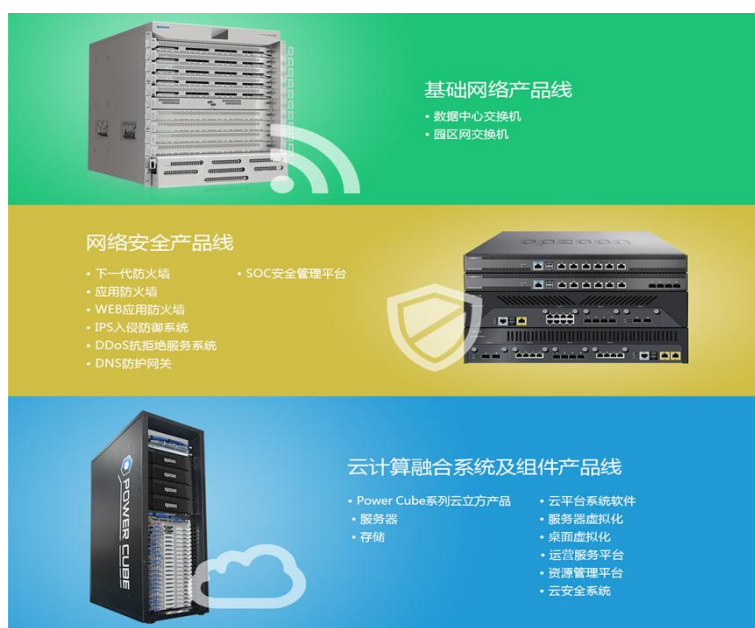 基础网络产品线
• 数据中心交换机
• 园区网交换机
网络安全产品线
• 下一代防火墙
• 应用防火墙
• WEB应用防火墙
• IPS入侵防御系统
• DDoS抗拒绝服务系统
• DNS防护网关
• SOC安全管理平台
opzoon
POWER CUBE
云计算融合系统及组件产品线
• Power Cube系列云立方产品
• 服务器
• 存储
• 云平台系统软件
• 服务器虚拟化
• 桌面虚拟化
• 运营服务平台
• 资源管理平台
• 云安全系统